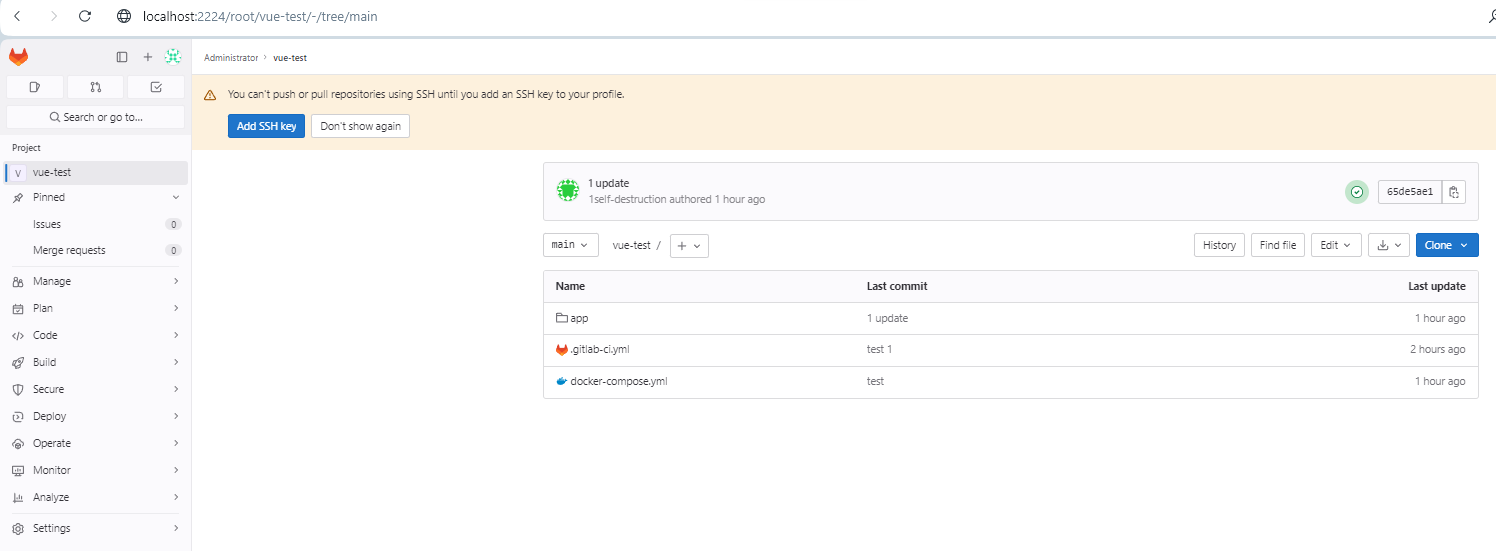 localhost:2224/root/vue-test/-/tree/main
Administrator › vue-test
You can't push or pull repositories using SSH until you add an SSH key to your profile.
Add SSH key
Don't show again
Search or go to...
Project
V vue-test
Pinned
Issues 0
Merge requests 0
Manage
Plan
Code
Build
Secure
Deploy
Operate
Monitor
Analyze
Settings
1 update
1self-destruction authored 1 hour ago
65de5ae1
main
vue-test /
History
Find file
Edit
Clone
Name Last commit Last update
app 1 update 1 hour ago
.gitlab-ci.yml test 1 2 hours ago
docker-compose.yml test 1 hour ago